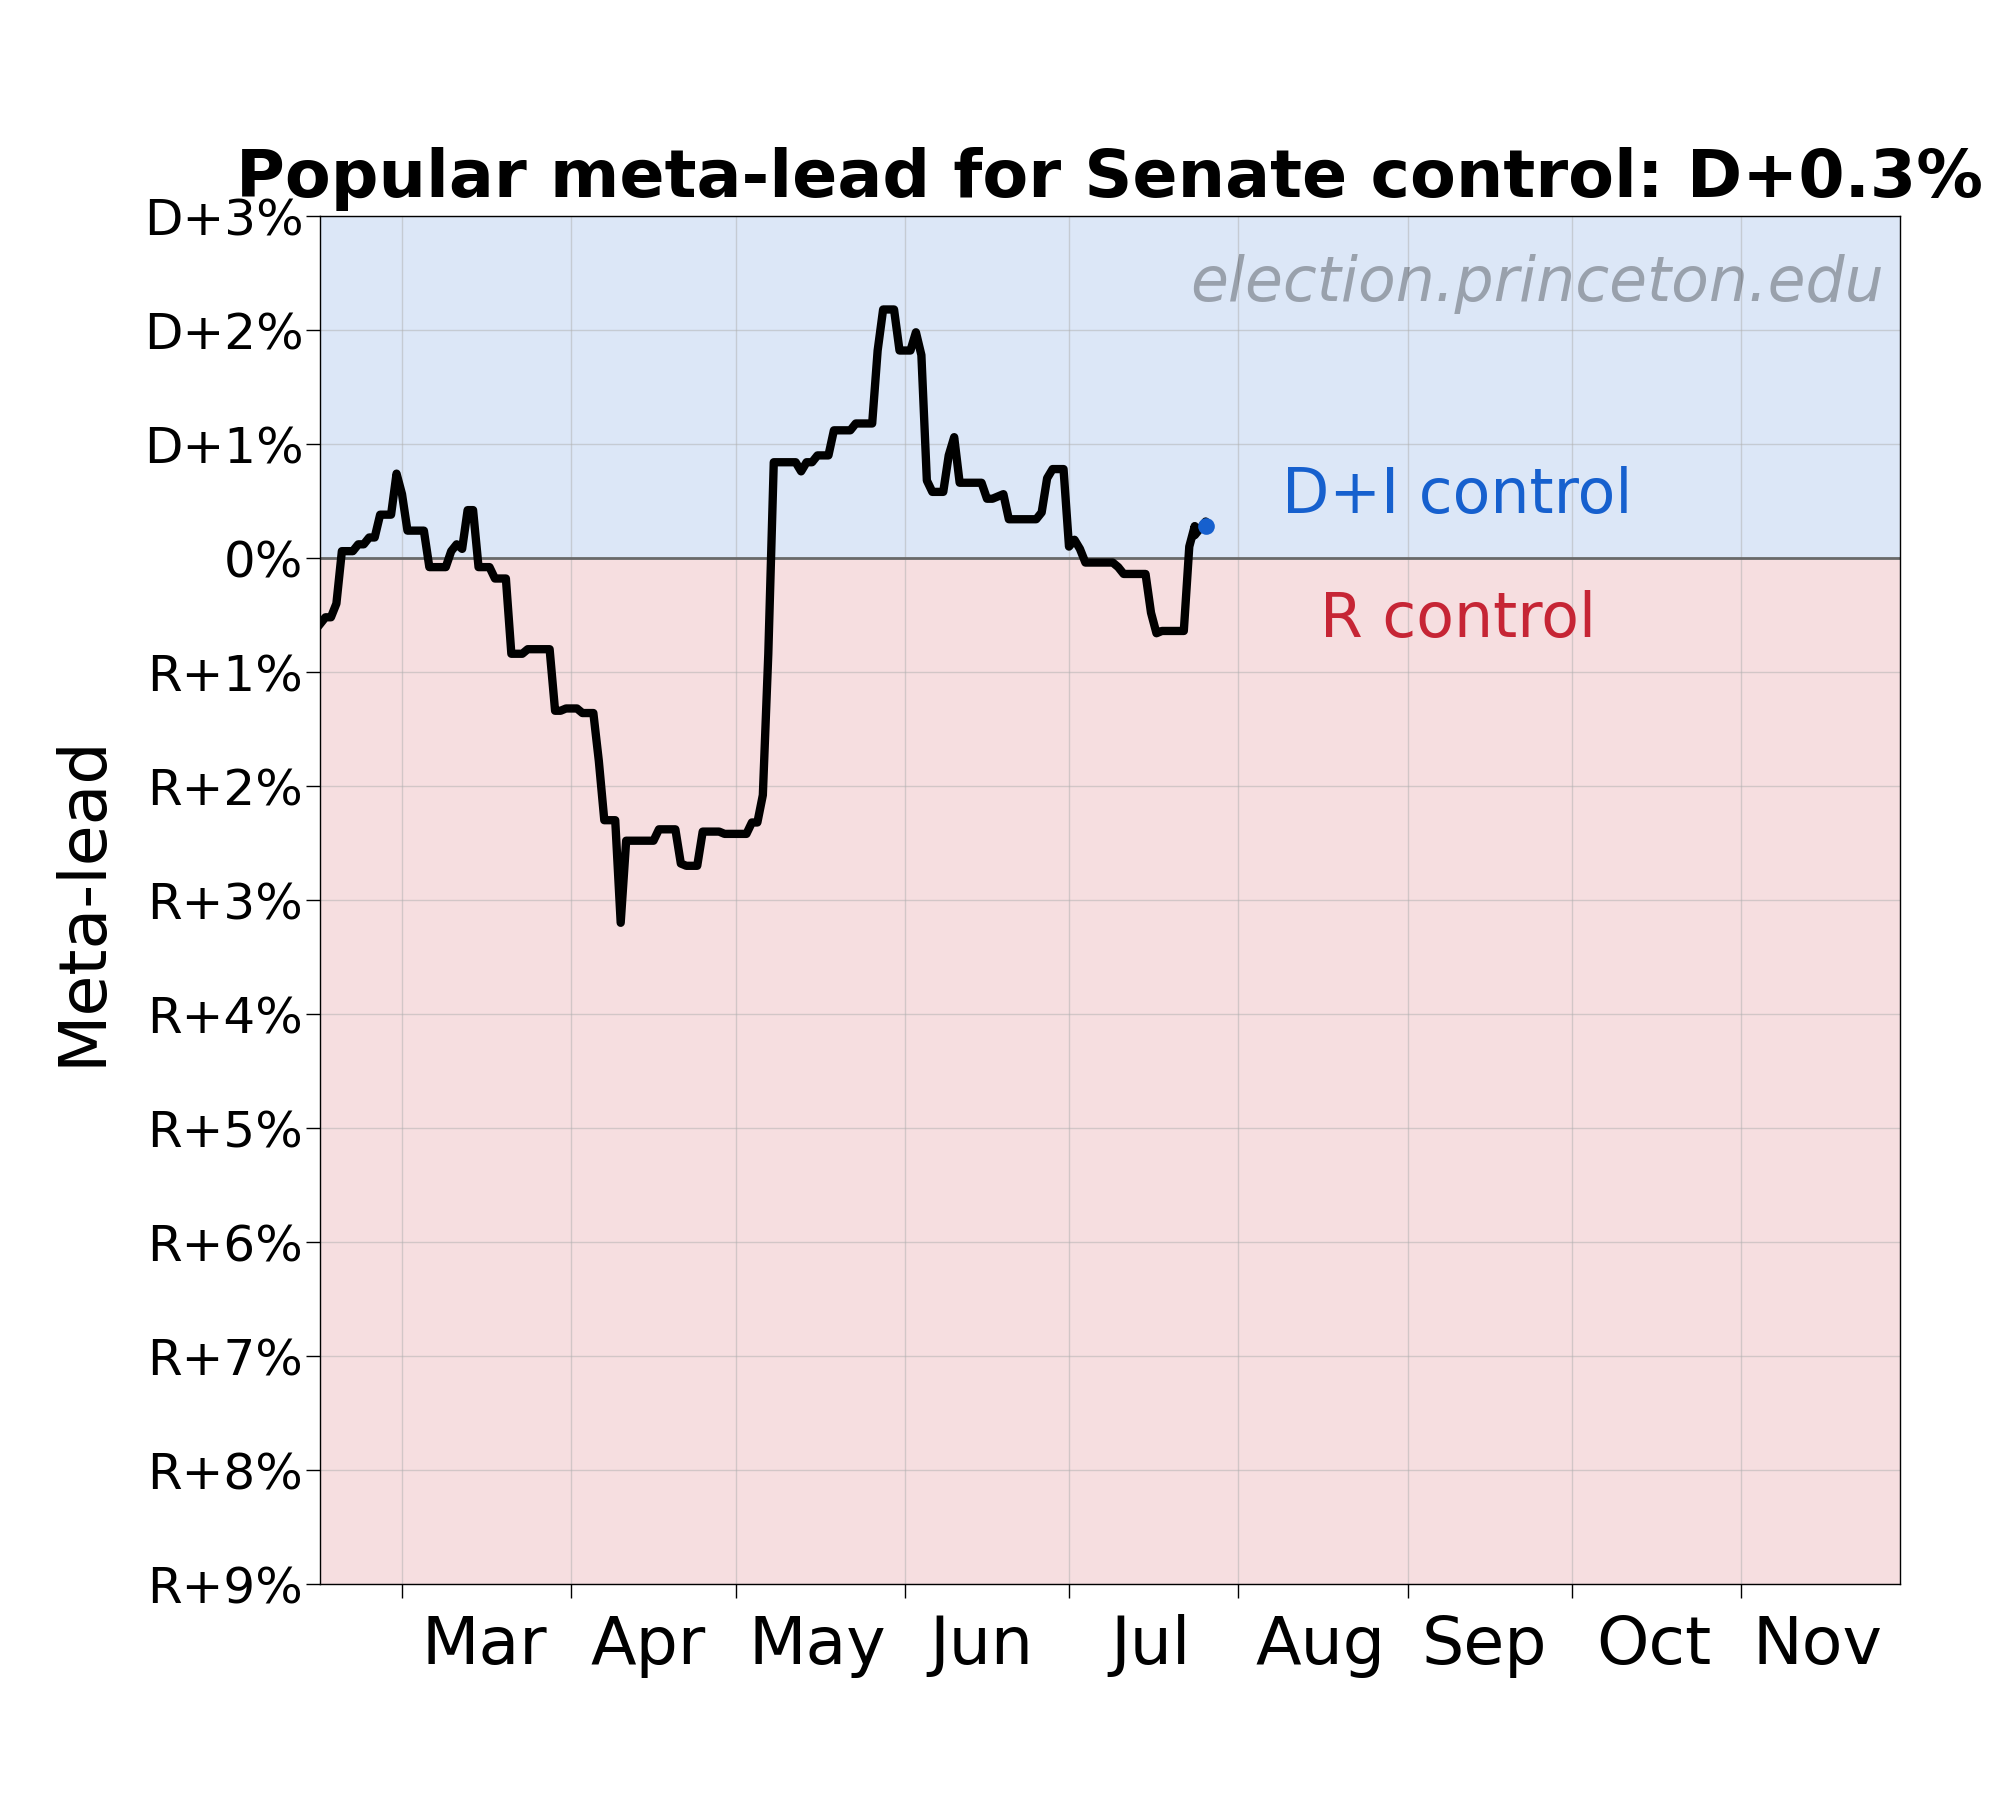 Popular meta-lead for Senate control: D+0.3%
D+3%
election.princeton.edu
D+2%
D+1%
D+I control
0%
R control
R+1%
R+2%
Meta-lead
R+3%
R+4%
R+5%
R+6%
R+7%
R+8%
R+9%
Mar Apr May Jun Jul Aug Sep Oct Nov